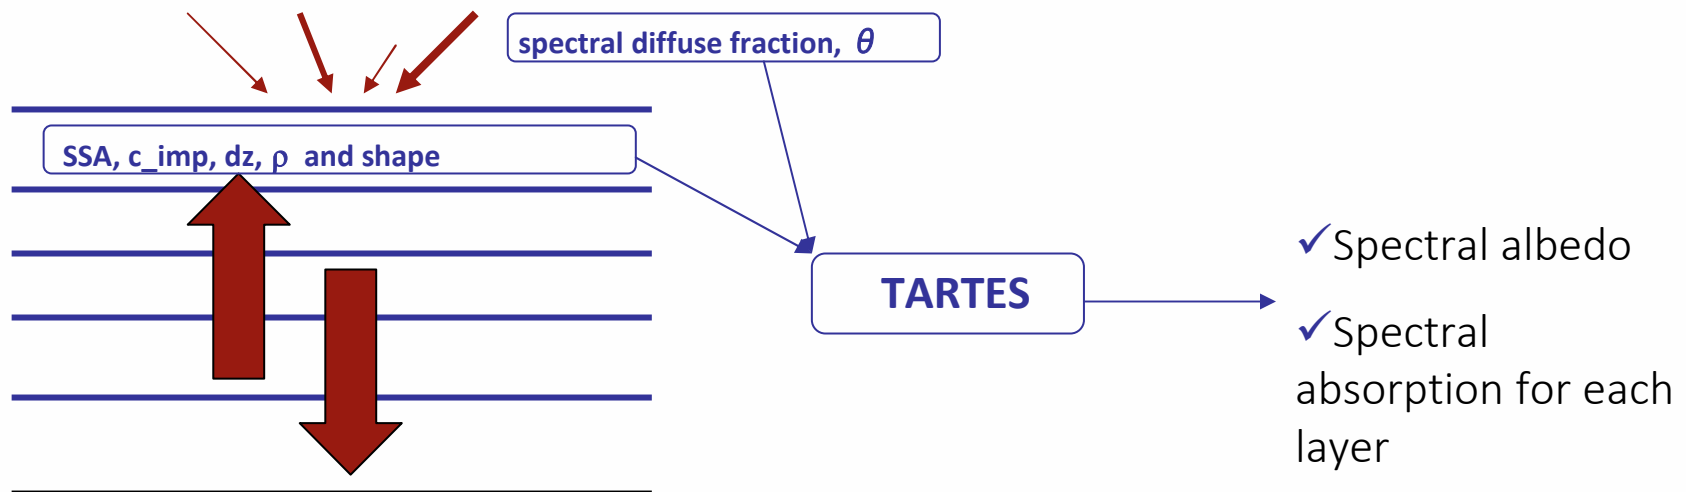 spectral diffuse fraction, θ
SSA, c_imp, dz, ρ and shape
TARTES
✓Spectral albedo
✓Spectral
absorption for each
layer